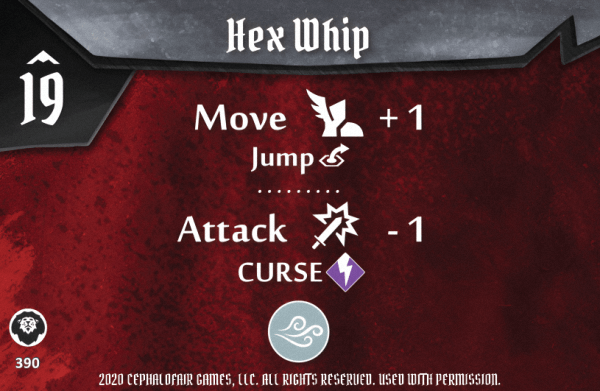 Hex Whip
19
Move + 1
Jump
.........
Attack - 1
CURSE
390
2020 CEPHALOFAIR GAMES, LLC. ALL RIGHTS RESERVED. USED WITH PERMISSION.